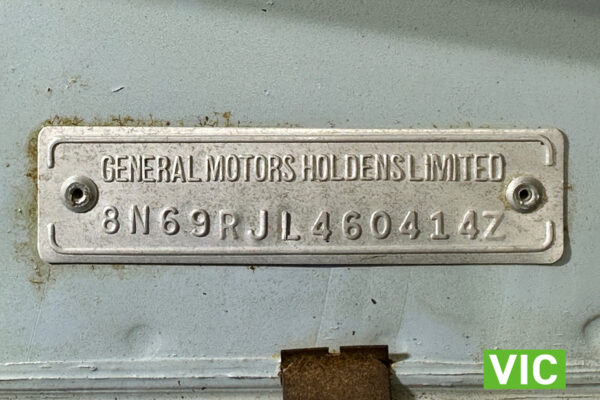 GENERAL MOTORS HOLDENS LIMITED
8N69RJL460414Z
VIC